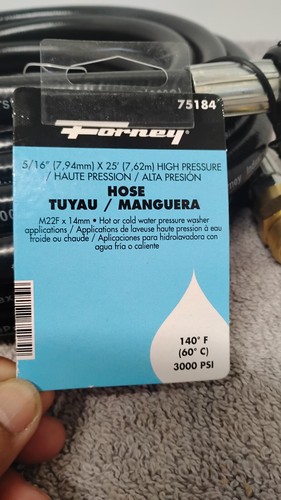 75184
Forney
5/16" (7,94mm) X 25' (7,62m) HIGH PRESSURE
/ HAUTE PRESSION / ALTA PRESIÓN
HOSE
TUYAU / MANGUERA
M22F x 14mm • Hot or cold water pressure washer
applications / Applications de laveuse haute pression à eau
froide ou chaude / Aplicaciones para hidrolavadora con
agua fría o caliente
140° F
(60° C)
3000 PSI